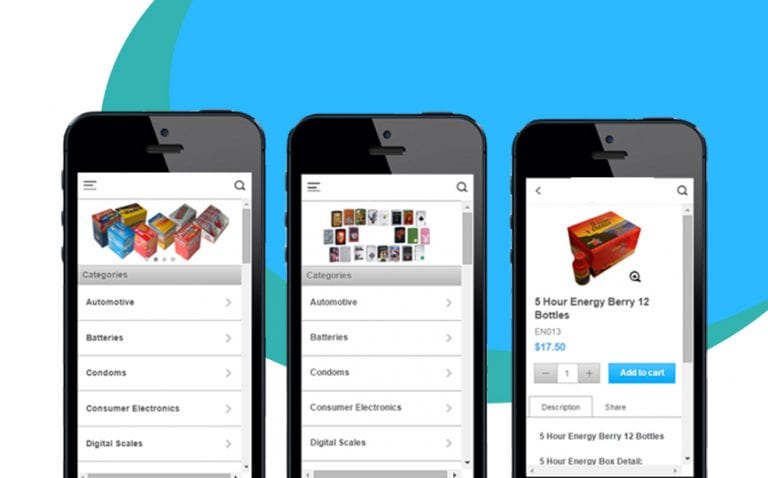 Categories
Automotive
Batteries
Condoms
Consumer Electronics
Digital Scales
Categories
Automotive
Batteries
Condoms
Consumer Electronics
Digital Scales
5 Hour Energy Berry 12
Bottles
EN013
$17.50
− 1 +
Add to cart
Description
Share
5 Hour Energy Berry 12 Bottles
5 Hour Energy Box Detail: